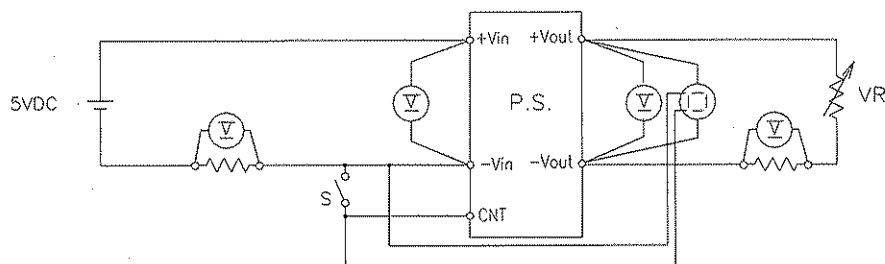 +Vin
+Vout
5VDC
V
P.S.
V
VR
V
V
-Vin
-Vout
S
CNT